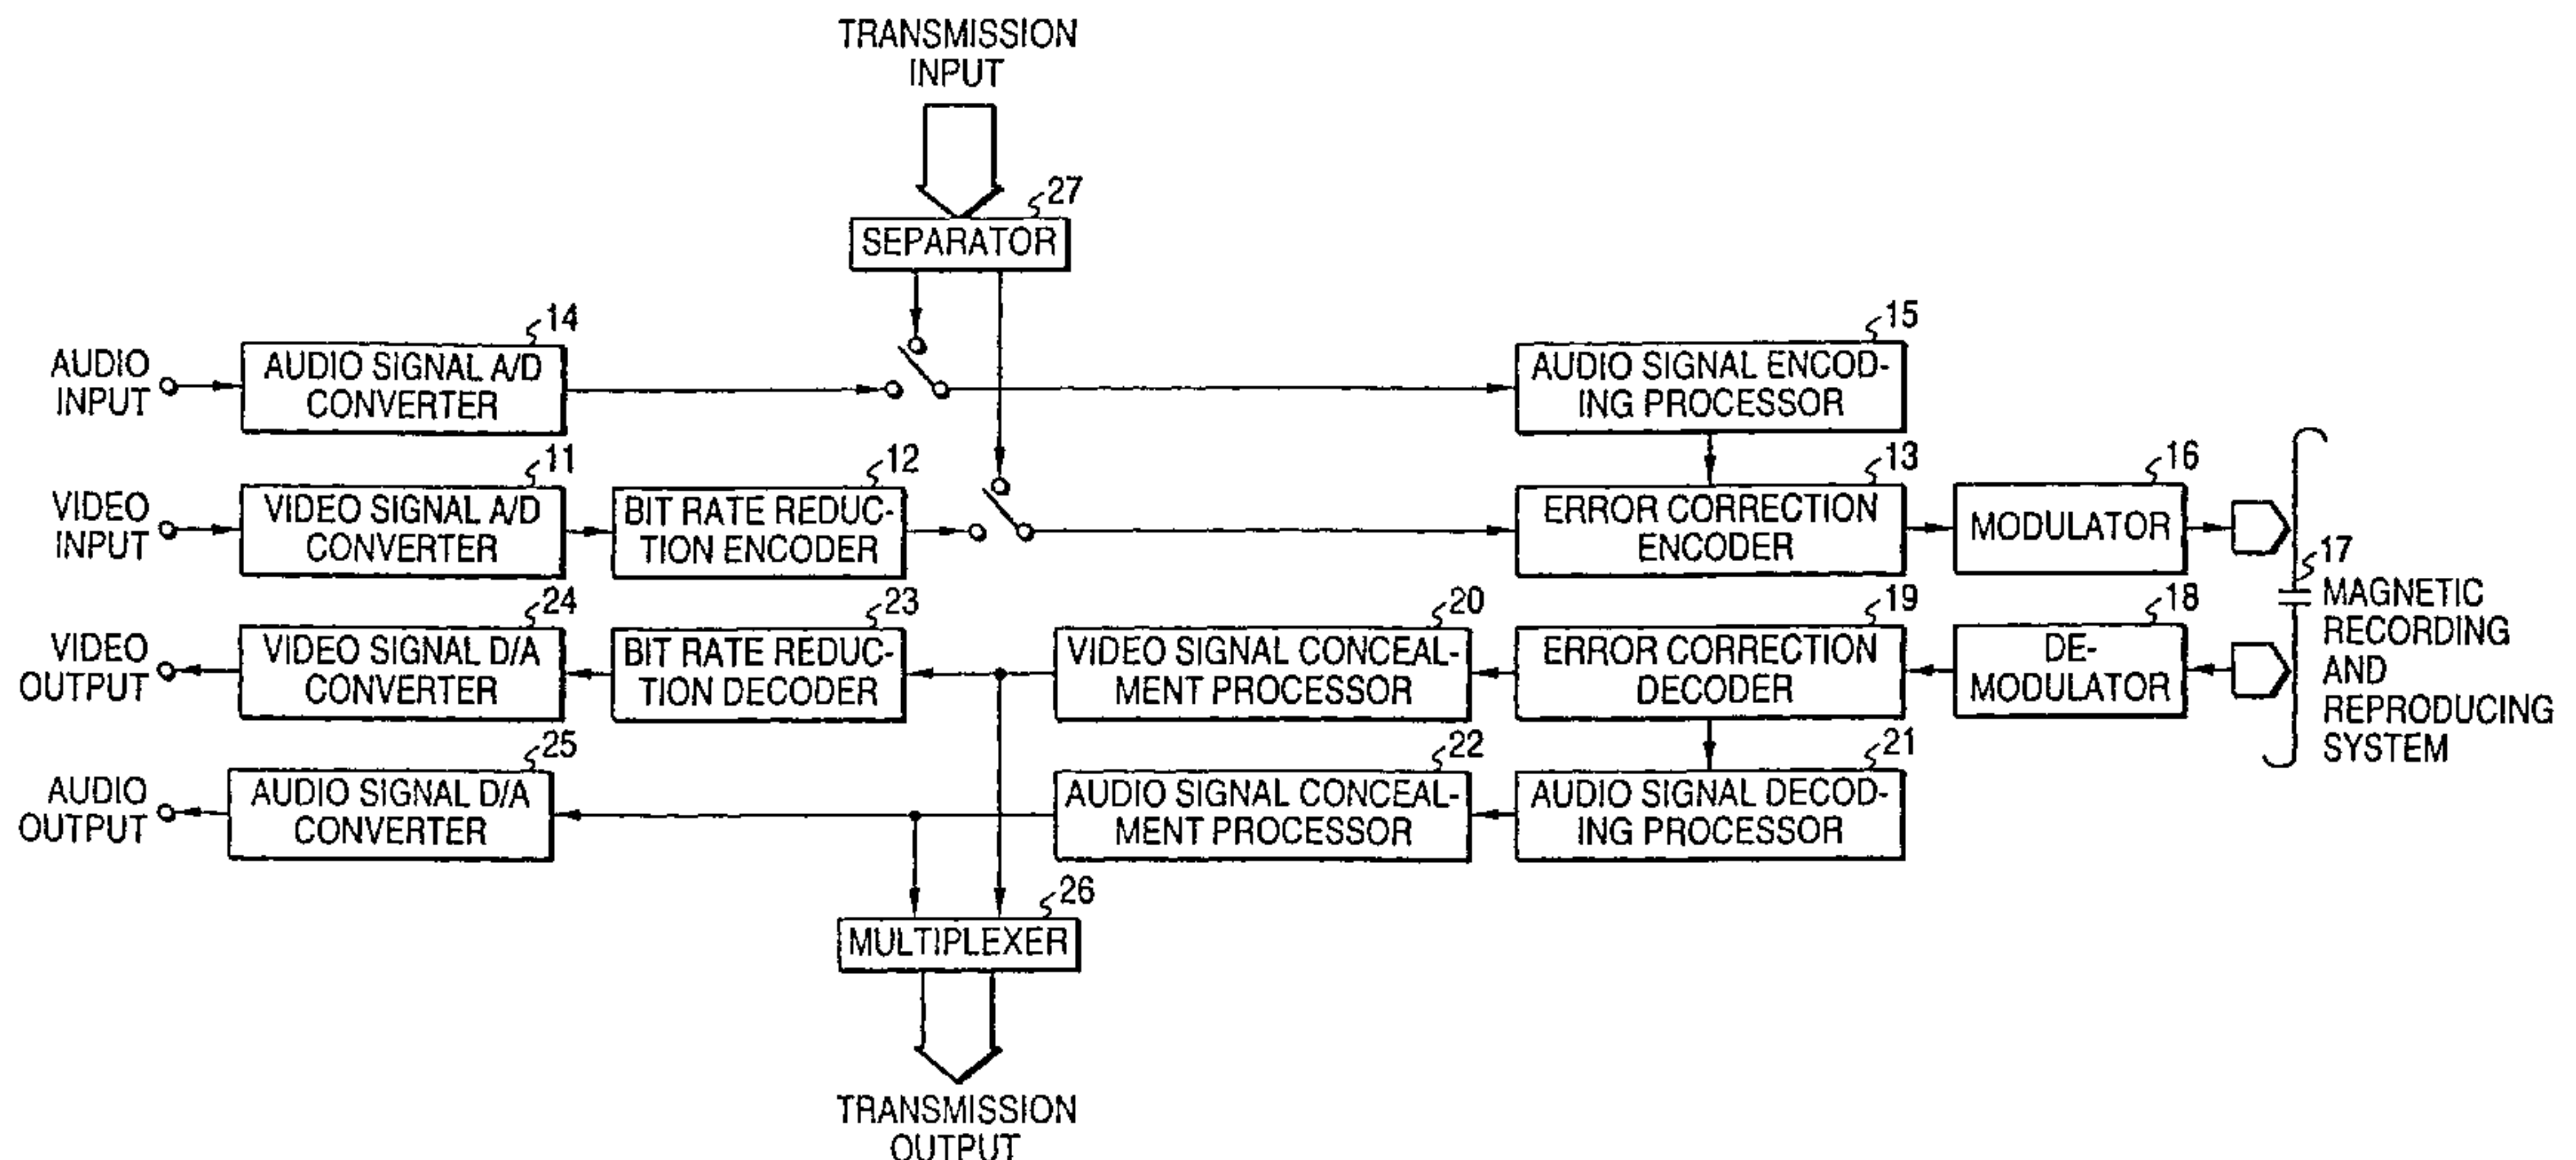 TRANSMISSION
INPUT
27
SEPARATOR
14
15
AUDIO
INPUT
AUDIO SIGNAL A/D
CONVERTER
AUDIO SIGNAL ENCOD-
ING PROCESSOR
11
12
13
16
VIDEO
INPUT
VIDEO SIGNAL A/D
CONVERTER
BIT RATE REDUC-
TION ENCODER
ERROR CORRECTION
ENCODER
MODULATOR
17
MAGNETIC
RECORDING
AND
REPRODUCING
SYSTEM
24
23
20
19
18
VIDEO
OUTPUT
VIDEO SIGNAL D/A
CONVERTER
BIT RATE REDUC-
TION DECODER
VIDEO SIGNAL CONCEAL-
MENT PROCESSOR
ERROR CORRECTION
DECODER
DE-
MODULATOR
25
22
21
AUDIO
OUTPUT
AUDIO SIGNAL D/A
CONVERTER
AUDIO SIGNAL CONCEAL-
MENT PROCESSOR
AUDIO SIGNAL DECOD-
ING PROCESSOR
26
MULTIPLEXER
TRANSMISSION
OUTPUT